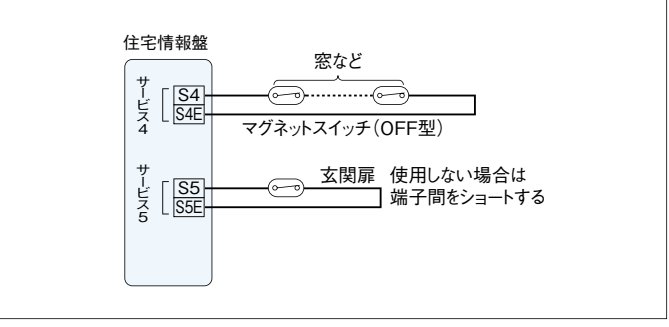 住宅情報盤
窓など
サービス4
S4
S4E
マグネットスイッチ（OFF型）
サービス5
S5
S5E
玄関扉
使用しない場合は
端子間をショートする